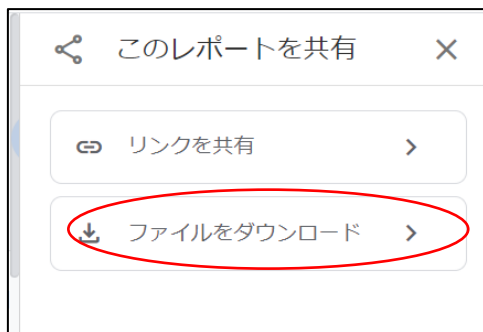 このレポートを共有
リンクを共有
ファイルをダウンロード